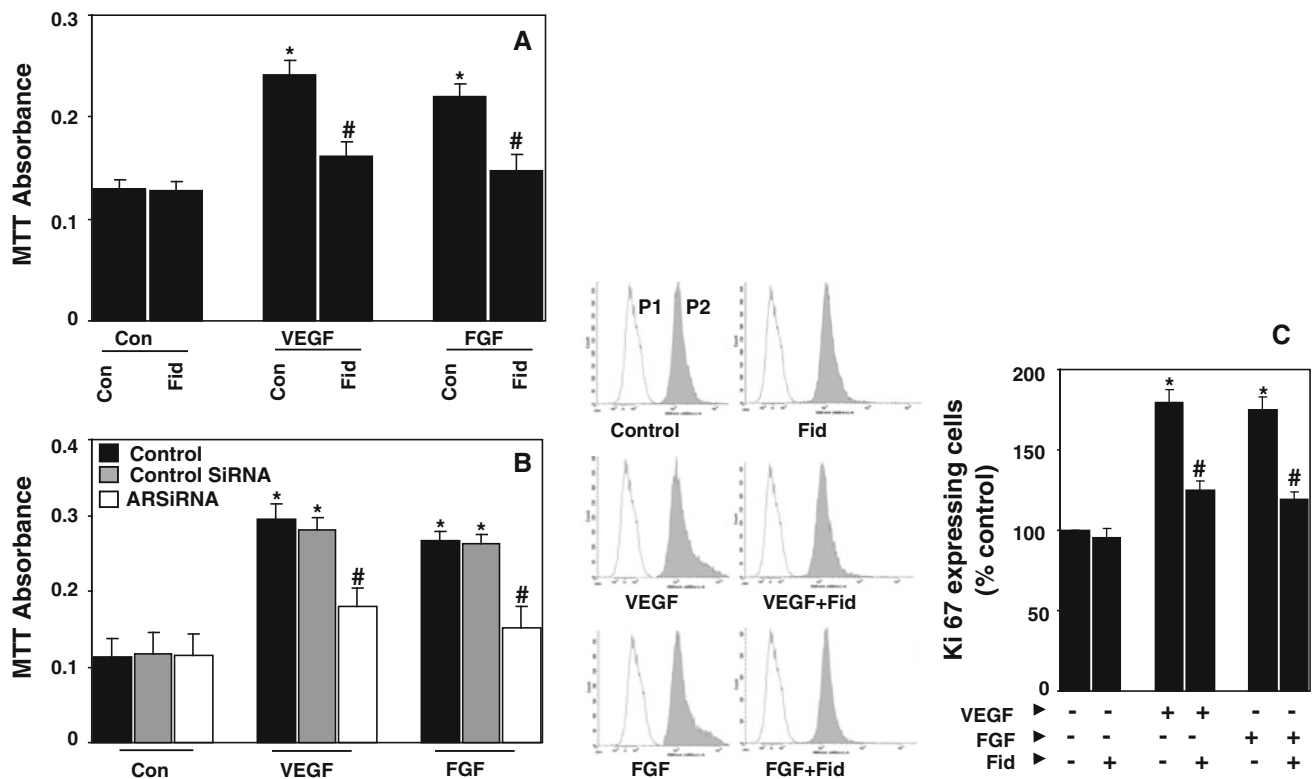 A
MTT Absorbance
0.3
0.2
0.1
0
Con VEGF FGF
Con Fid Con Fid Con Fid
* # * #
B
MTT Absorbance
0.4
0.3
0.2
0.1
0
Control
Control SiRNA
ARSiRNA
* * # * * #
Con VEGF FGF
P1 P2
Control Fid
VEGF VEGF+Fid
FGF FGF+Fid
C
Ki 67 expressing cells
(% control)
200
150
100
50
0
* # * #
VEGF ► - - + + - -
FGF ► - - - - + +
Fid ► - + - + - +